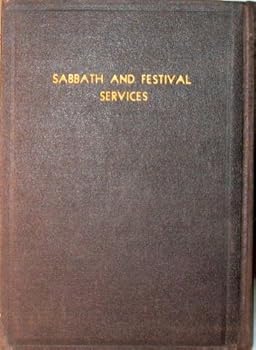 SABBATH AND FESTIVAL
SERVICES